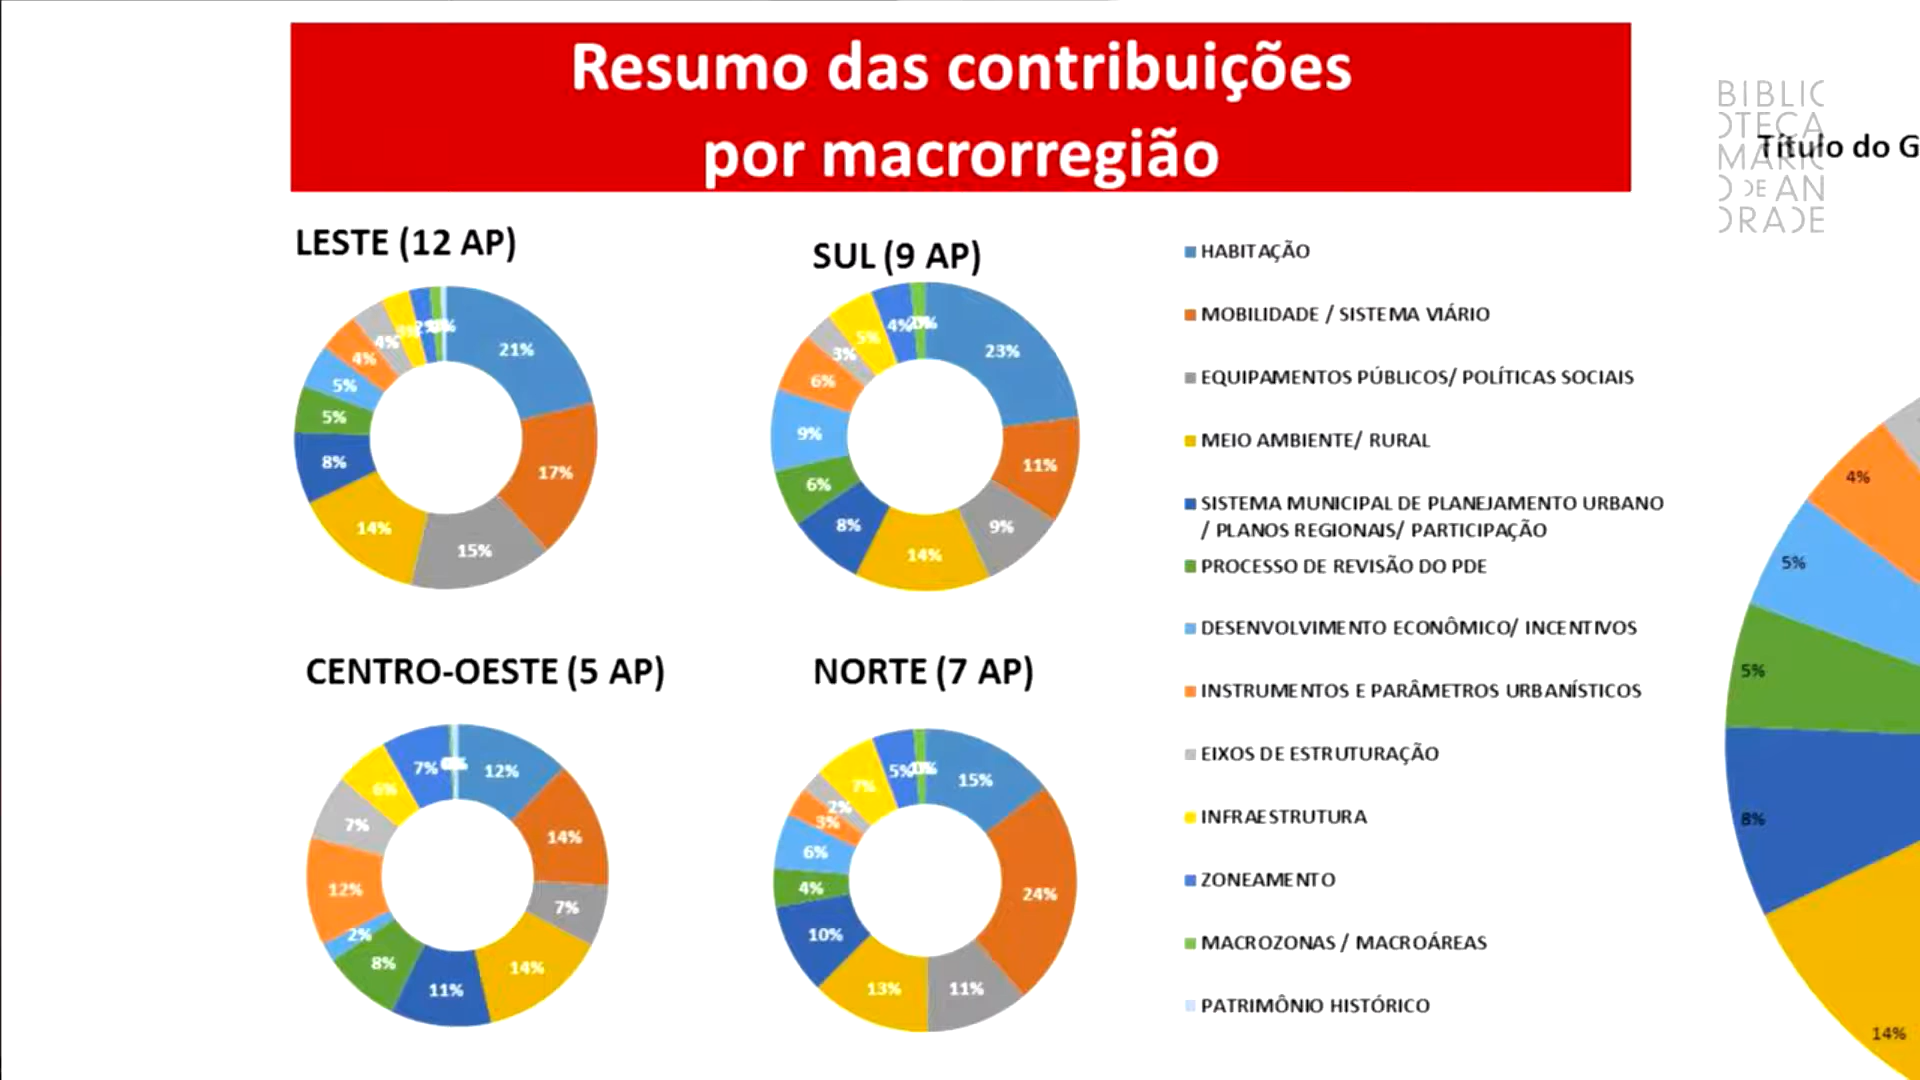 Resumo das contribuições
por macrorregião
BIBLIC
OTECA
MÁRIO
O DE AN
DRADE
Título do G
LESTE (12 AP)
21%
17%
15%
14%
8%
5%
5%
4%
4%
3%
2%
SUL (9 AP)
23%
11%
9%
14%
8%
6%
9%
6%
3%
5%
4%
CENTRO-OESTE (5 AP)
12%
14%
7%
14%
11%
8%
2%
12%
7%
6%
7%
NORTE (7 AP)
15%
24%
11%
13%
10%
4%
6%
3%
2%
7%
5%
HABITAÇÃO
MOBILIDADE / SISTEMA VIÁRIO
EQUIPAMENTOS PÚBLICOS/ POLÍTICAS SOCIAIS
MEIO AMBIENTE/ RURAL
SISTEMA MUNICIPAL DE PLANEJAMENTO URBANO
/ PLANOS REGIONAIS/ PARTICIPAÇÃO
PROCESSO DE REVISÃO DO PDE
DESENVOLVIMENTO ECONÔMICO/ INCENTIVOS
INSTRUMENTOS E PARÂMETROS URBANÍSTICOS
EIXOS DE ESTRUTURAÇÃO
INFRAESTRUTURA
ZONEAMENTO
MACROZONAS / MACROÁREAS
PATRIMÔNIO HISTÓRICO
4%
5%
5%
8%
14%